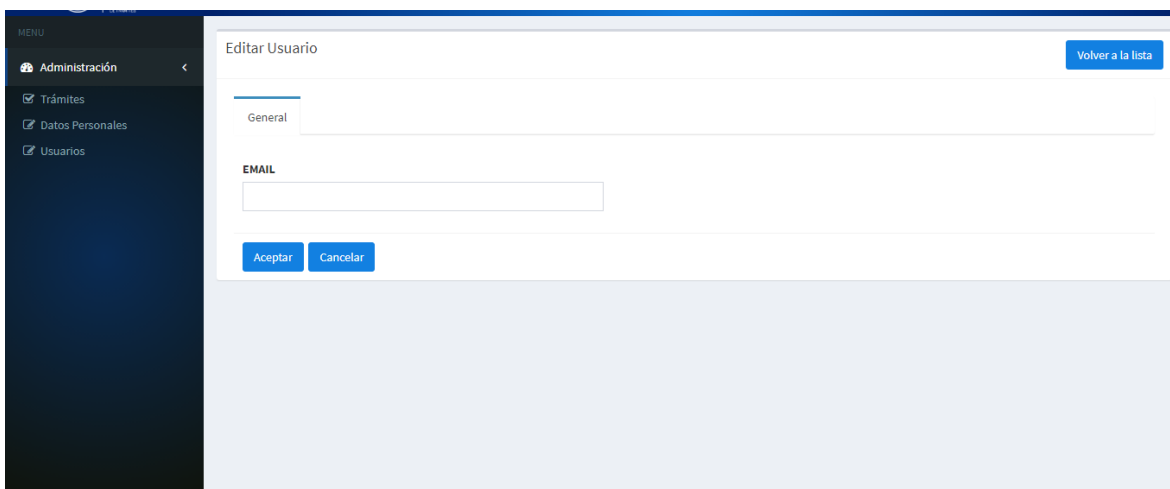 MENU
Administración
Trámites
Datos Personales
Usuarios
Editar Usuario
Volver a la lista
General
EMAIL
Aceptar
Cancelar